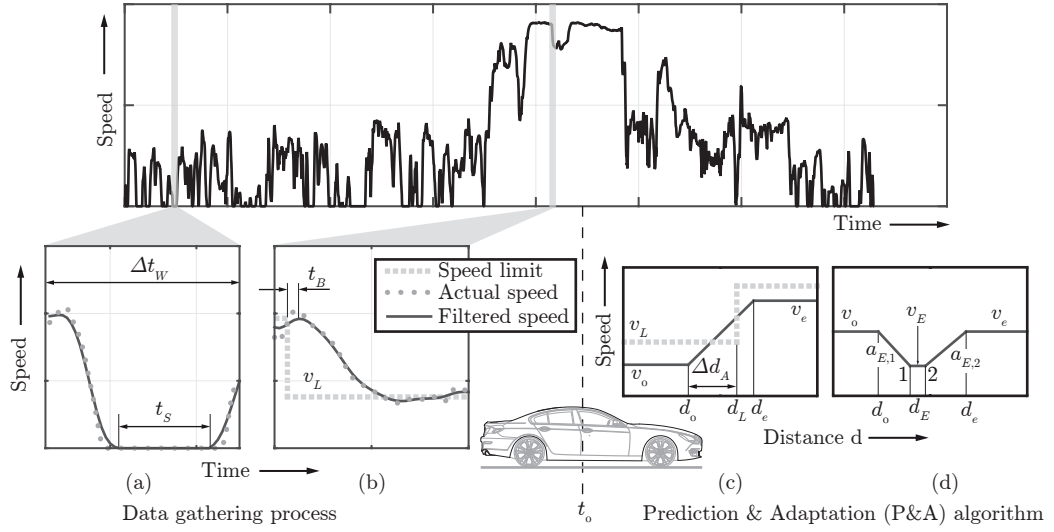 Speed
Time
Δt_W
t_S
Speed
t_B
v_L
Speed limit
Actual speed
Filtered speed
Time
Speed
v_L
v_o
v_e
Δd_A
d_o
d_L
d_e
v_o
v_E
v_e
a_{E,1}
a_{E,2}
1
2
d_o
d_E
d_e
Distance d
(a)
(b)
(c)
(d)
Data gathering process
t_o
Prediction & Adaptation (P&A) algorithm